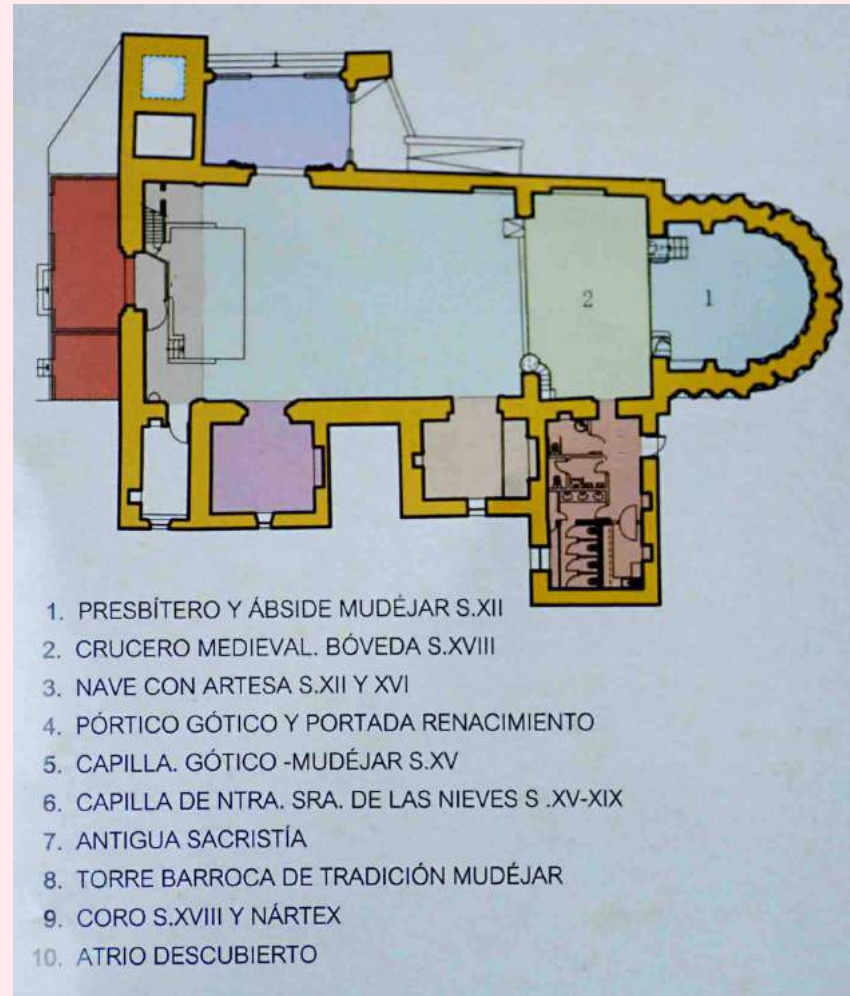 2
1
1. PRESBÍTERO Y ÁBSIDE MUDÉJAR S.XII
2. CRUCERO MEDIEVAL. BÓVEDA S.XVIII
3. NAVE CON ARTESA S.XII Y XVI
4. PÓRTICO GÓTICO Y PORTADA RENACIMIENTO
5. CAPILLA. GÓTICO -MUDÉJAR S.XV
6. CAPILLA DE NTRA. SRA. DE LAS NIEVES S .XV-XIX
7. ANTIGUA SACRISTÍA
8. TORRE BARROCA DE TRADICIÓN MUDÉJAR
9. CORO S.XVIII Y NÁRTEX
10. ATRIO DESCUBIERTO